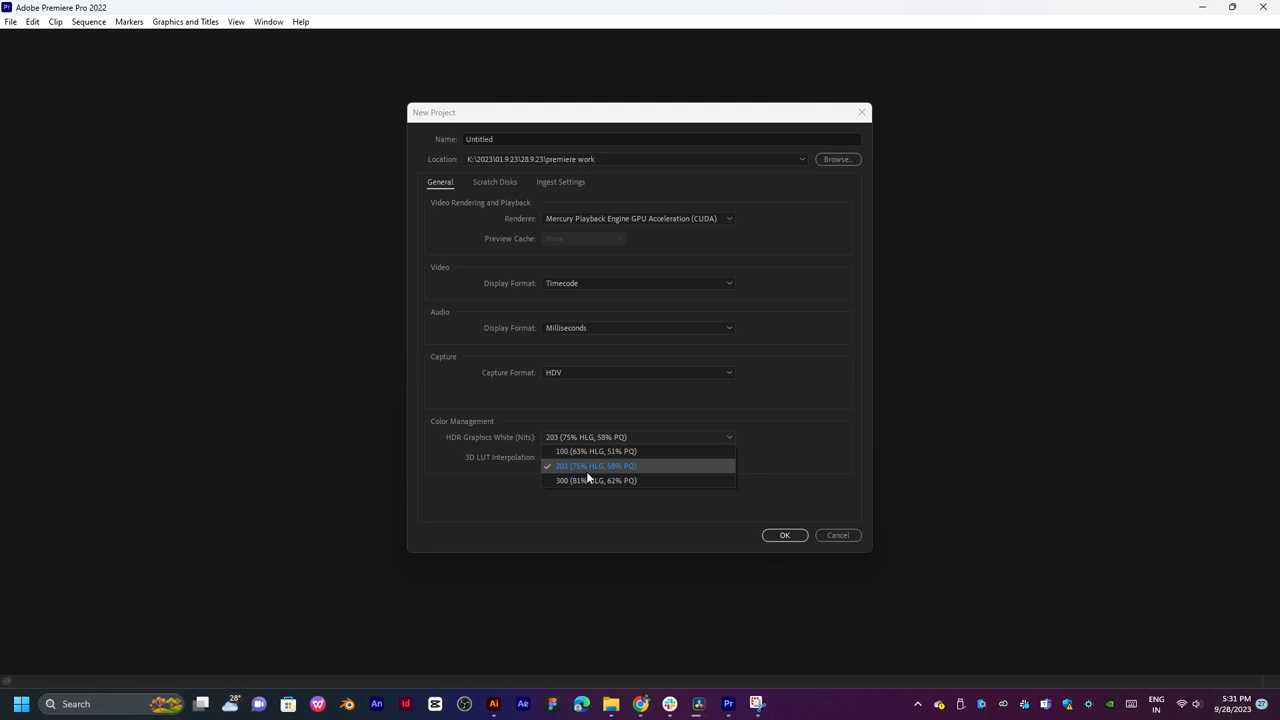 Adobe Premiere Pro 2022
File Edit Clip Sequence Markers Graphics and Titles View Window Help
New Project
Name: Untitled
Location: K:\2023\01.9.23\28.9.23\premiere work Browse...
General Scratch Disks Ingest Settings
Video Rendering and Playback
Renderer: Mercury Playback Engine GPU Acceleration (CUDA)
Preview Cache: None
Video
Display Format: Timecode
Audio
Display Format: Milliseconds
Capture
Capture Format: HDV
Color Management
HDR Graphics White (Nits): 203 (75% HLG, 58% PQ)
100 (63% HLG, 51% PQ)
3D LUT Interpolation:
203 (75% HLG, 58% PQ)
300 (81% HLG, 62% PQ)
OK Cancel
Search 28° ENG 5:31 PM
IN 9/28/2023